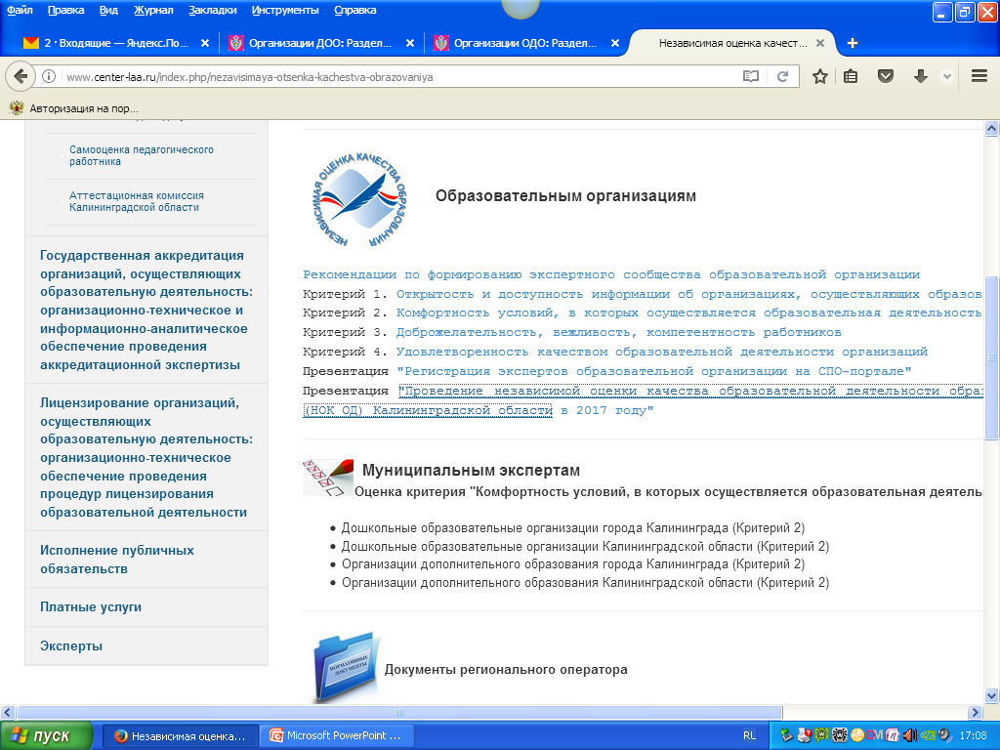 Файл Правка Вид Журнал Закладки Инструменты Справка
2 · Входящие — Яндекс.По... × Организации ДОО: Раздел... × Организации ОДО: Раздел... × Независимая оценка качест... × +
www.center-laa.ru/index.php/nezavisimaya-otsenka-kachestva-obrazovaniya
Авторизация на пор...
Самооценка педагогического
работника
Аттестационная комиссия
Калининградской области
Государственная аккредитация
организаций, осуществляющих
образовательную деятельность:
организационно-техническое и
информационно-аналитическое
обеспечение проведения
аккредитационной экспертизы
Лицензирование организаций,
осуществляющих
образовательную деятельность:
организационно-техническое
обеспечение проведения
процедур лицензирования
образовательной деятельности
Исполнение публичных
обязательств
Платные услуги
Эксперты
НЕЗАВИСИМАЯ ОЦЕНКА КАЧЕСТВА ОБРАЗОВАНИЯ
Образовательным организациям
Рекомендации по формированию экспертного сообщества образовательной организации
Критерий 1. Открытость и доступность информации об организациях, осуществляющих образов
Критерий 2. Комфортность условий, в которых осуществляется образовательная деятельность
Критерий 3. Доброжелательность, вежливость, компетентность работников
Критерий 4. Удовлетворенность качеством образовательной деятельности организаций
Презентация "Регистрация экспертов образовательной организации на СПО-портале"
Презентация "Проведение независимой оценки качества образовательной деятельности обра
(НОК ОД) Калининградской области в 2017 году"
Муниципальным экспертам
Оценка критерия "Комфортность условий, в которых осуществляется образовательная деятель
• Дошкольные образовательные организации города Калининграда (Критерий 2)
• Дошкольные образовательные организации Калининградской области (Критерий 2)
• Организации дополнительного образования города Калининграда (Критерий 2)
• Организации дополнительного образования Калининградской области (Критерий 2)
НОРМАТИВНЫЕ
ДОКУМЕНТЫ
Документы регионального оператора
пуск Независимая оценка... Microsoft PowerPoint ... RL 17:08